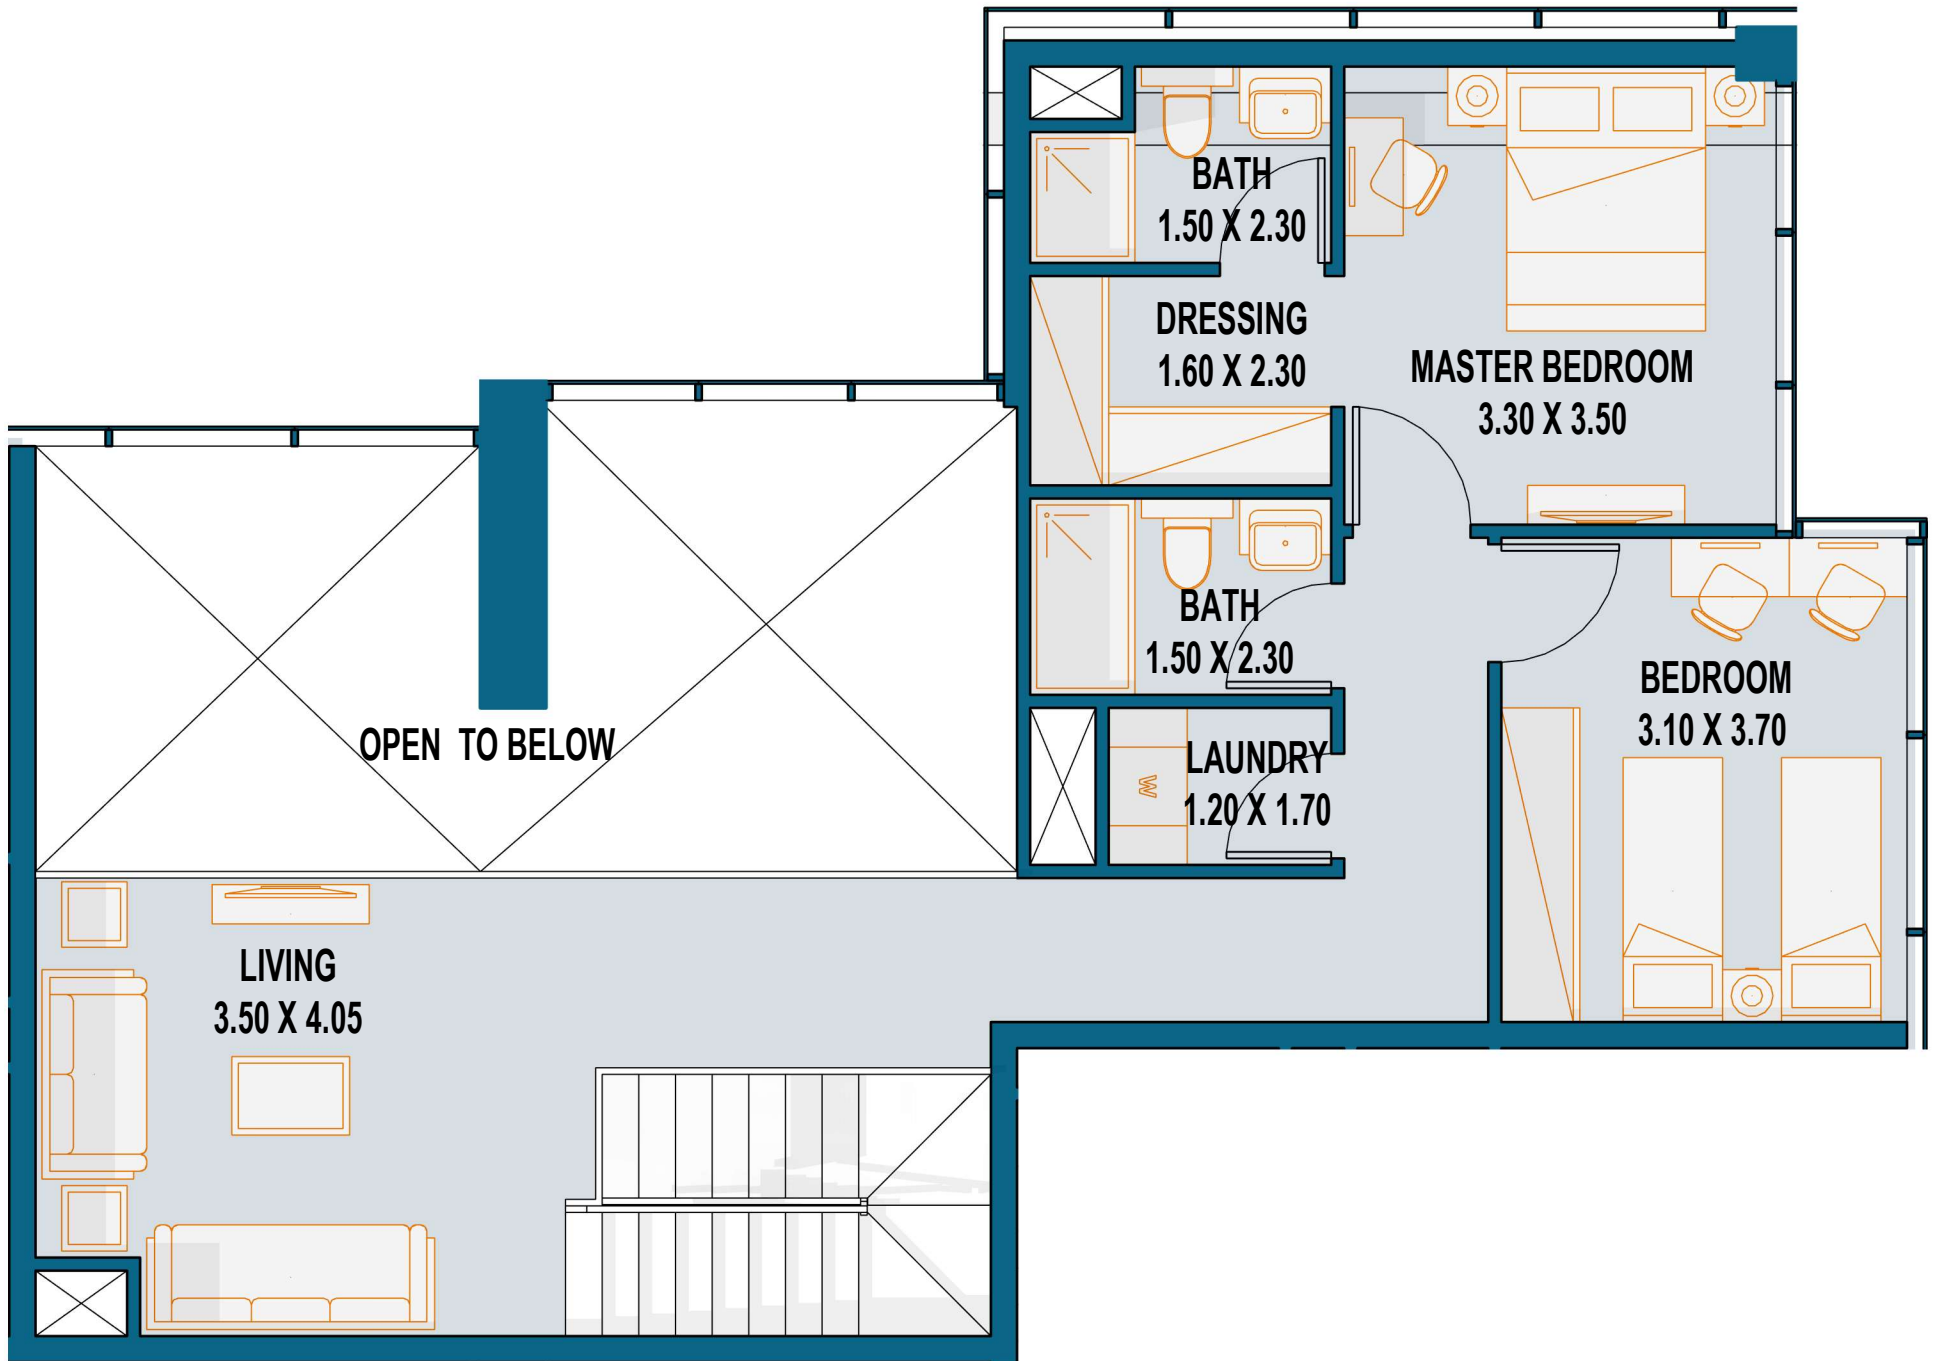 BATH
1.50 X 2.30
DRESSING
1.60 X 2.30
MASTER BEDROOM
3.30 X 3.50
BATH
1.50 X 2.30
BEDROOM
3.10 X 3.70
OPEN TO BELOW
LAUNDRY
1.20 X 1.70
W
LIVING
3.50 X 4.05